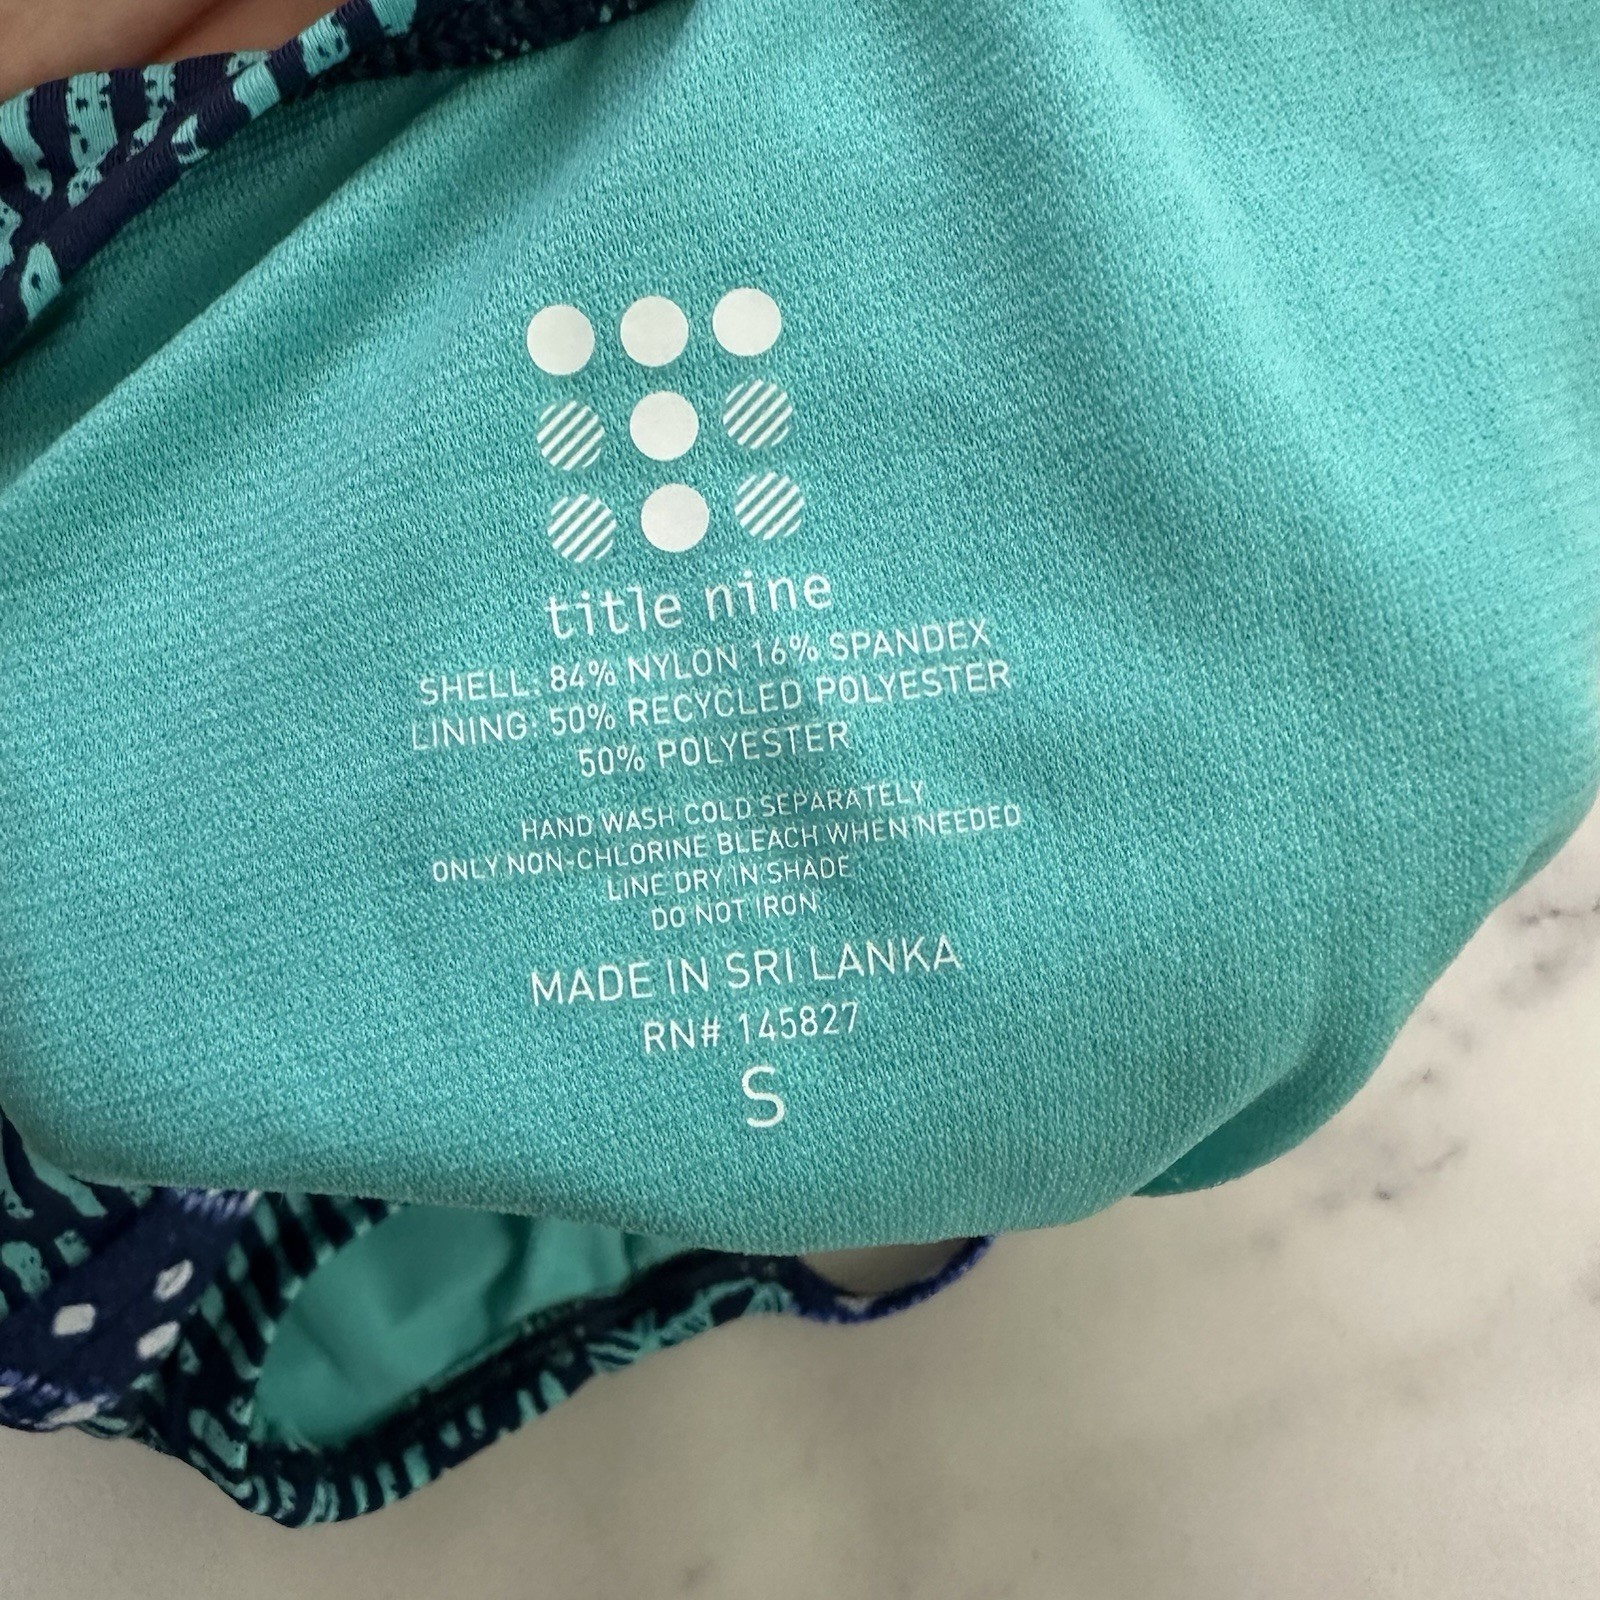 title nine
SHELL: 84% NYLON 16% SPANDEX
LINING: 50% RECYCLED POLYESTER
50% POLYESTER
HAND WASH COLD SEPARATELY
ONLY NON-CHLORINE BLEACH WHEN NEEDED
LINE DRY IN SHADE
DO NOT IRON
MADE IN SRI LANKA
RN# 145827
S